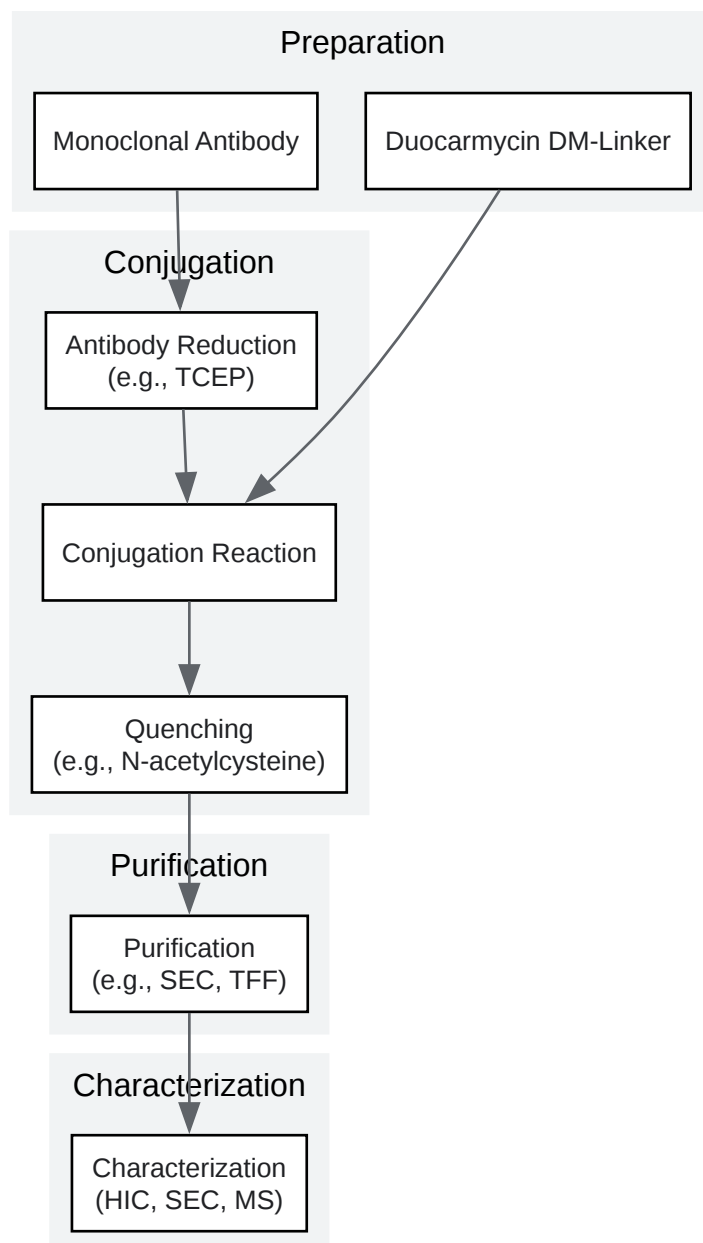 Preparation
Monoclonal Antibody
Duocarmycin DM-Linker
Conjugation
Antibody Reduction
(e.g., TCEP)
Conjugation Reaction
Quenching
(e.g., N-acetylcysteine)
Purification
Purification
(e.g., SEC, TFF)
Characterization
Characterization
(HIC, SEC, MS)